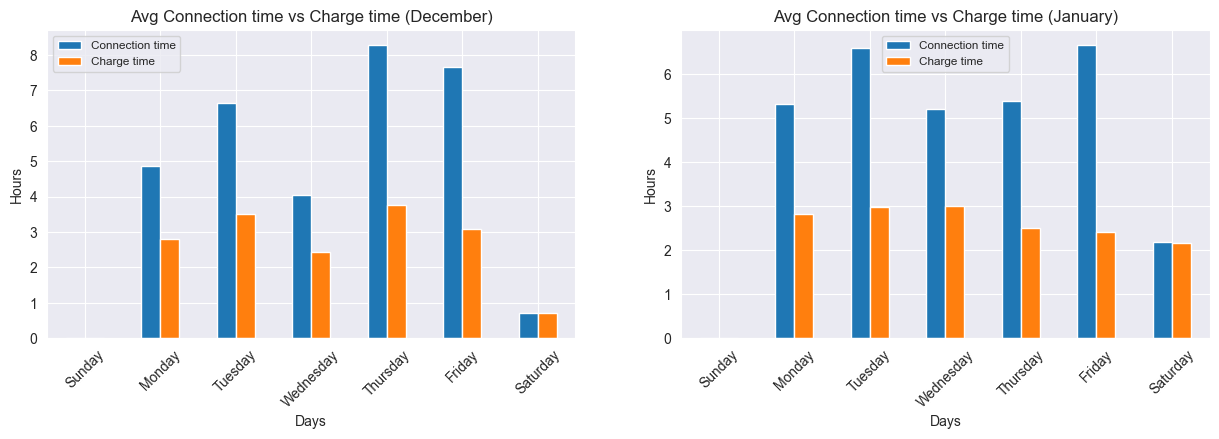 Avg Connection time vs Charge time (December)
Connection time
Charge time
8
7
6
5
4
3
2
1
0
Hours
Sunday
Monday
Tuesday
Wednesday
Thursday
Friday
Saturday
Days
Avg Connection time vs Charge time (January)
Connection time
Charge time
6
5
4
3
2
1
0
Hours
Sunday
Monday
Tuesday
Wednesday
Thursday
Friday
Saturday
Days